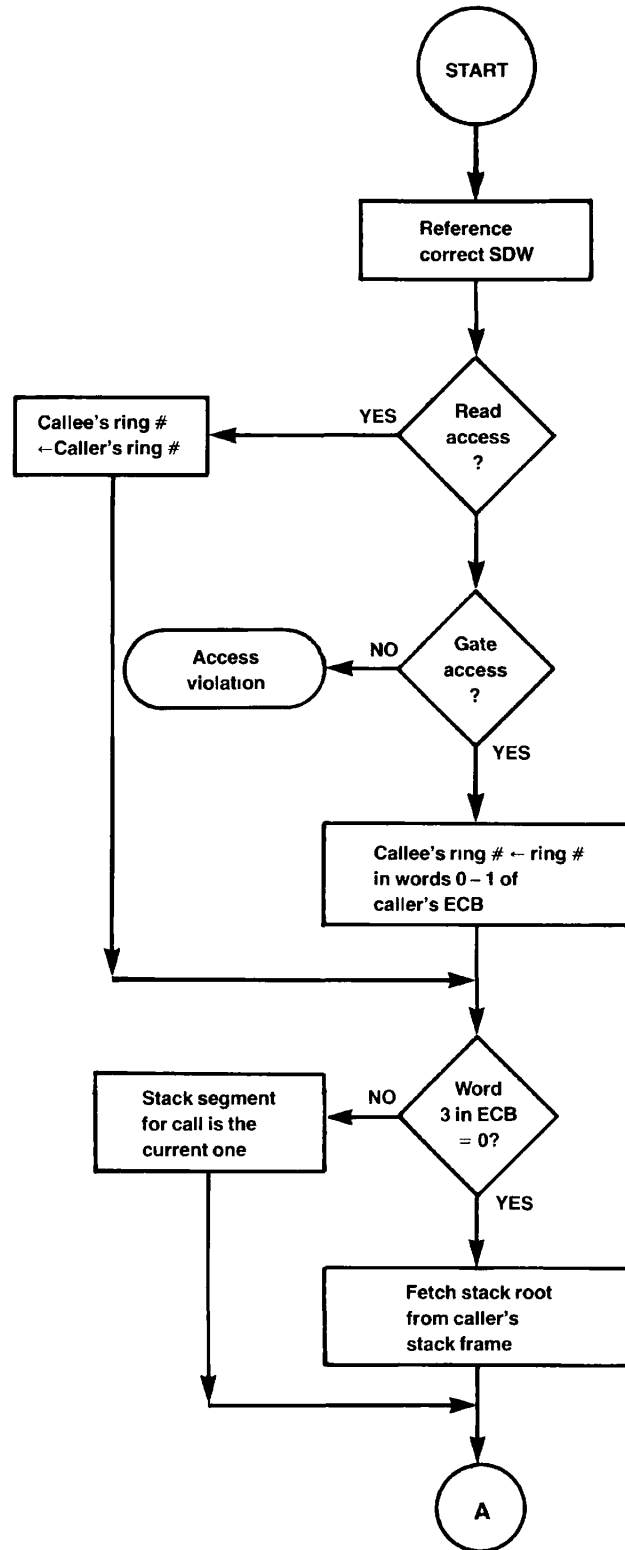 START
Reference
correct SDW
Read
access
?
YES
Callee's ring #
←Caller's ring #
Gate
access
?
NO
Access
violation
YES
Callee's ring # ← ring #
in words 0 – 1 of
caller's ECB
Word
3 in ECB
= 0?
NO
Stack segment
for call is the
current one
YES
Fetch stack root
from caller's
stack frame
A